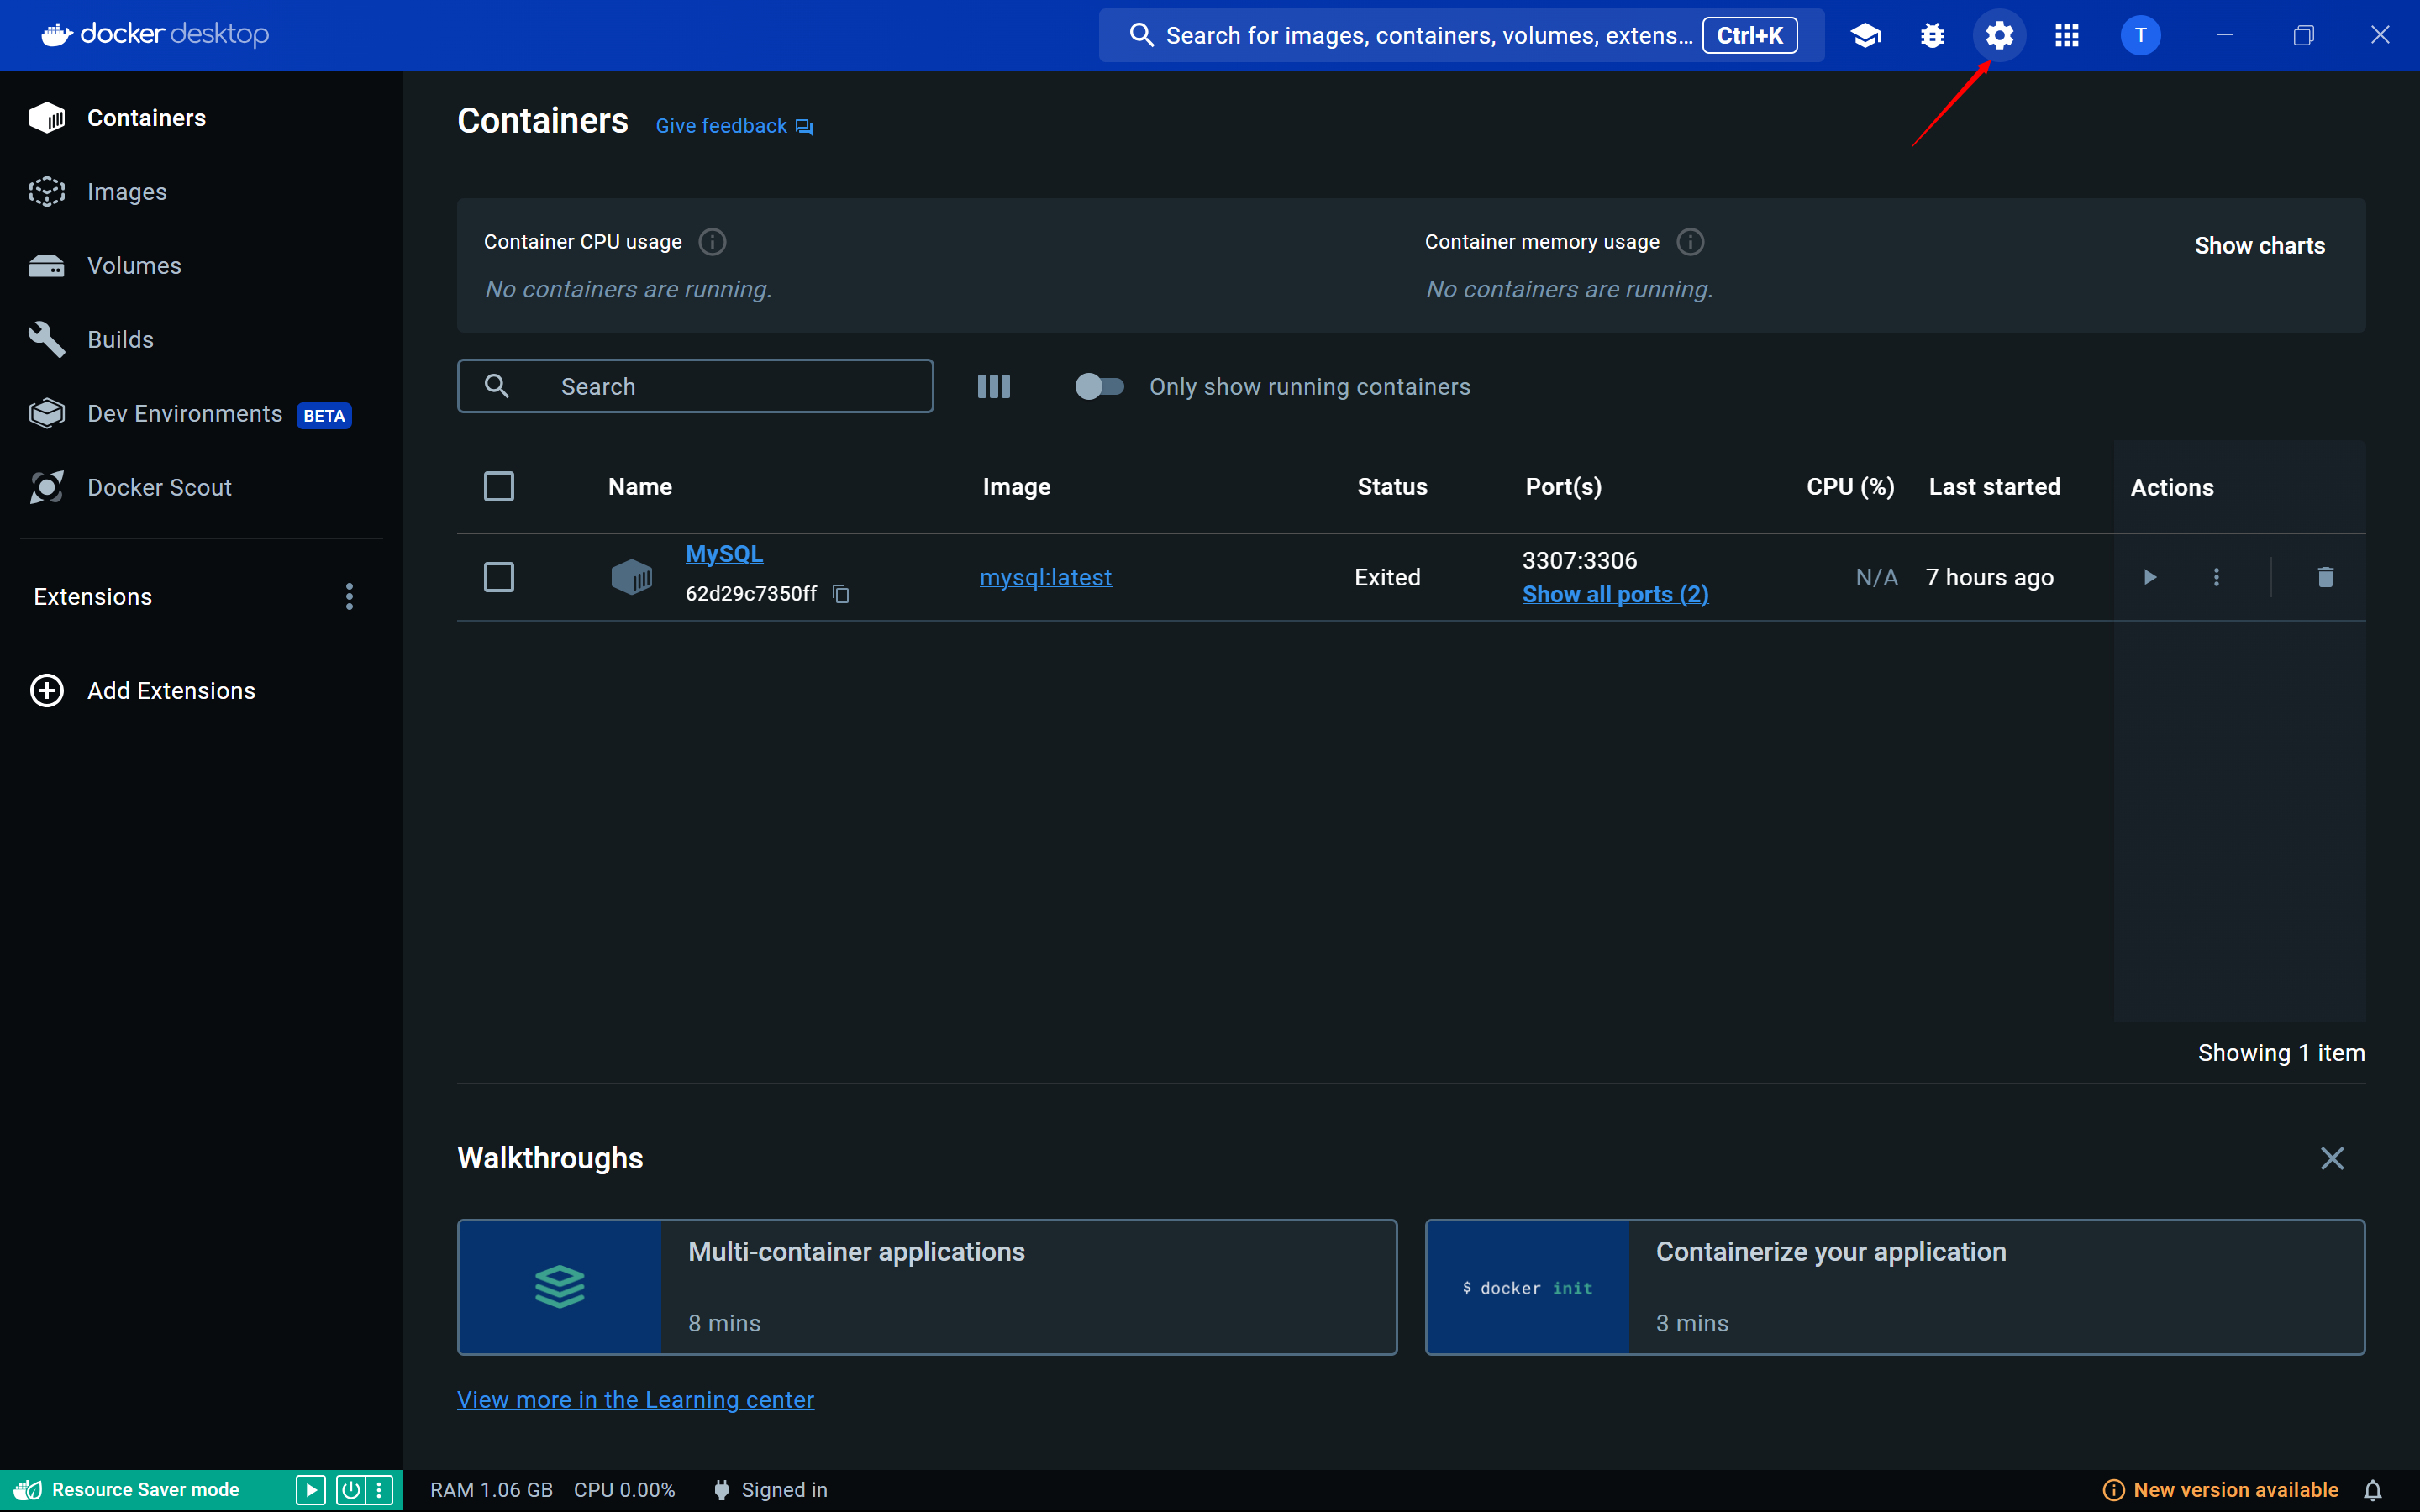 docker desktop
Search for images, containers, volumes, extens... Ctrl+K
T
Containers
Images
Volumes
Builds
Dev Environments BETA
Docker Scout
Extensions
Add Extensions
Containers Give feedback
Container CPU usage
No containers are running.
Container memory usage
No containers are running.
Show charts
Search
Only show running containers
Name Image Status Port(s) CPU (%) Last started Actions
MySQL
62d29c7350ff
mysql:latest
Exited
3307:3306
Show all ports (2)
N/A
7 hours ago
Showing 1 item
Walkthroughs
Multi-container applications
8 mins
$ docker init
Containerize your application
3 mins
View more in the Learning center
Resource Saver mode
RAM 1.06 GB CPU 0.00% Signed in
New version available